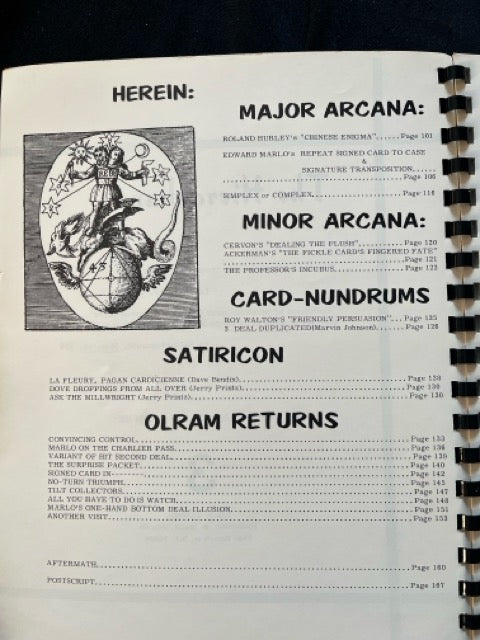 HEREIN:
MAJOR ARCANA:
ROLAND HURLEY's "CHINESE ENIGMA"......Page 101
EDWARD MARLO's REPEAT SIGNED CARD TO CASE
&
SIGNATURE TRANSPOSITION......
......Page 106
SIMPLEX or COMPLEX......Page 116
MINOR ARCANA:
CERVON'S "DEALING THE FLUSH"......Page 120
ACKERMAN'S "THE FICKLE CARD'S FINGERED FATE"
......Page 121
THE PROFESSOR'S INCUBUS......Page 122
CARD-NUNDRUMS
ROY WALTON'S "FRIENDLY PERSUASION"...Page 125
DEAL DUPLICATED(Marvin Johnson)......Page 126
SATIRICON
LA FLEURY, PAGAN CARDICIENNE (Dave Bendix)......Page 128
DOVE DROPPINGS FROM ALL OVER (Jerry Pristz)......Page 130
ASK THE MILLWRIGHT (Jerry Pristz)......Page 130
OLRAM RETURNS
CONVINCING CONTROL......Page 133
MARLO ON THE CHARLIER PASS......Page 136
VARIANT OF HIT SECOND DEAL......Page 139
THE SURPRISE PACKET......Page 140
SIGNED CARD IN......Page 142
NO-TURN TRIUMPH......Page 145
TILT COLLECTORS......Page 147
ALL YOU HAVE TO DO IS WATCH......Page 148
MARLO'S ONE-HAND BOTTOM DEAL ILLUSION......Page 151
ANOTHER VISIT......Page 153
AFTERMATH......Page 160
POSTSCRIPT......Page 167